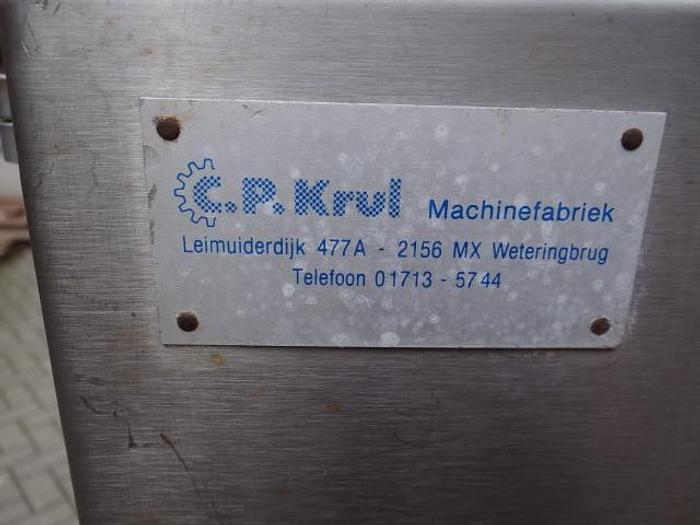 C.P. Krul Machinefabriek
Leimuiderdijk 477A - 2156 MX Weteringbrug
Telefoon 01713 - 5744